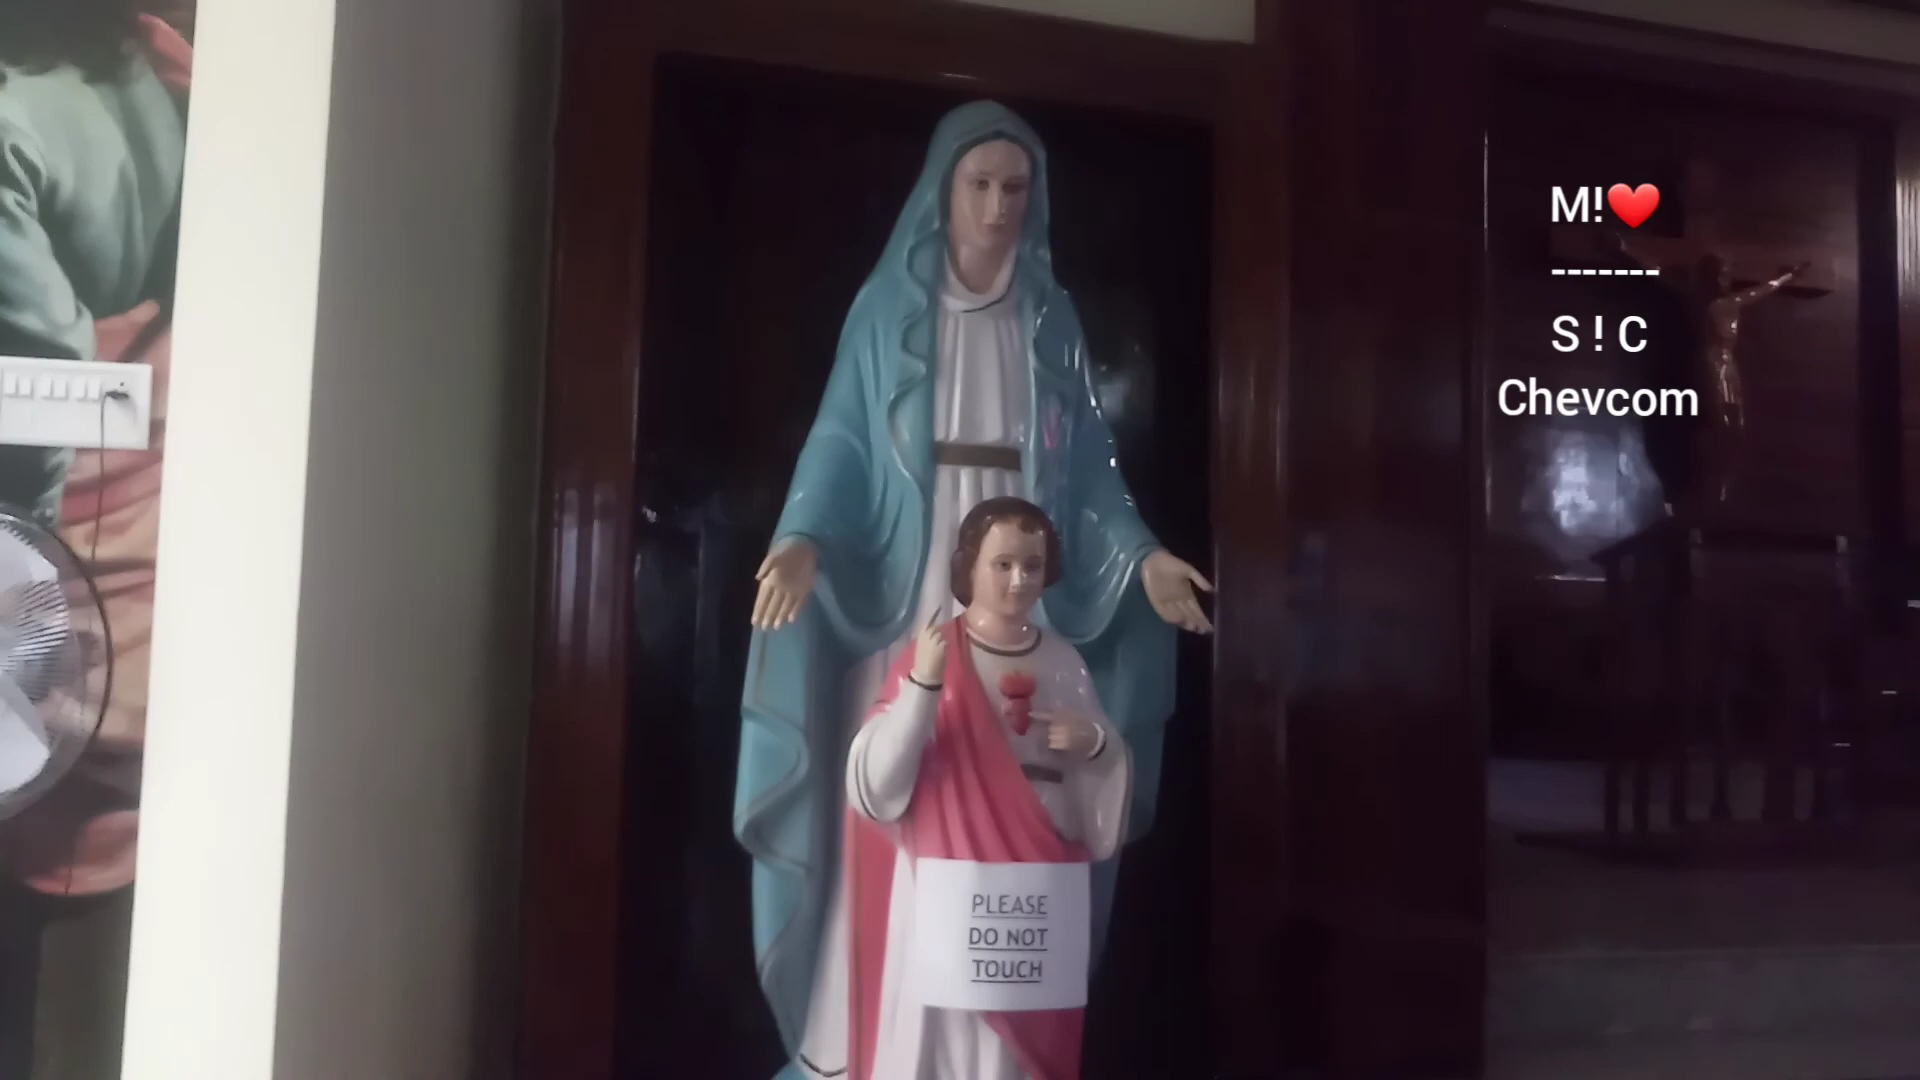 M!❤️
-------
S ! C
Chevcom
PLEASE
DO NOT
TOUCH